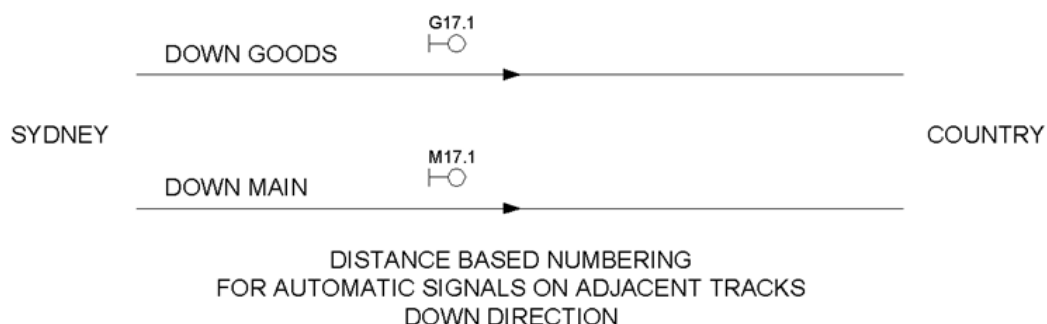 G17.1
DOWN GOODS
SYDNEY
COUNTRY
M17.1
DOWN MAIN
DISTANCE BASED NUMBERING
FOR AUTOMATIC SIGNALS ON ADJACENT TRACKS
DOWN DIRECTION